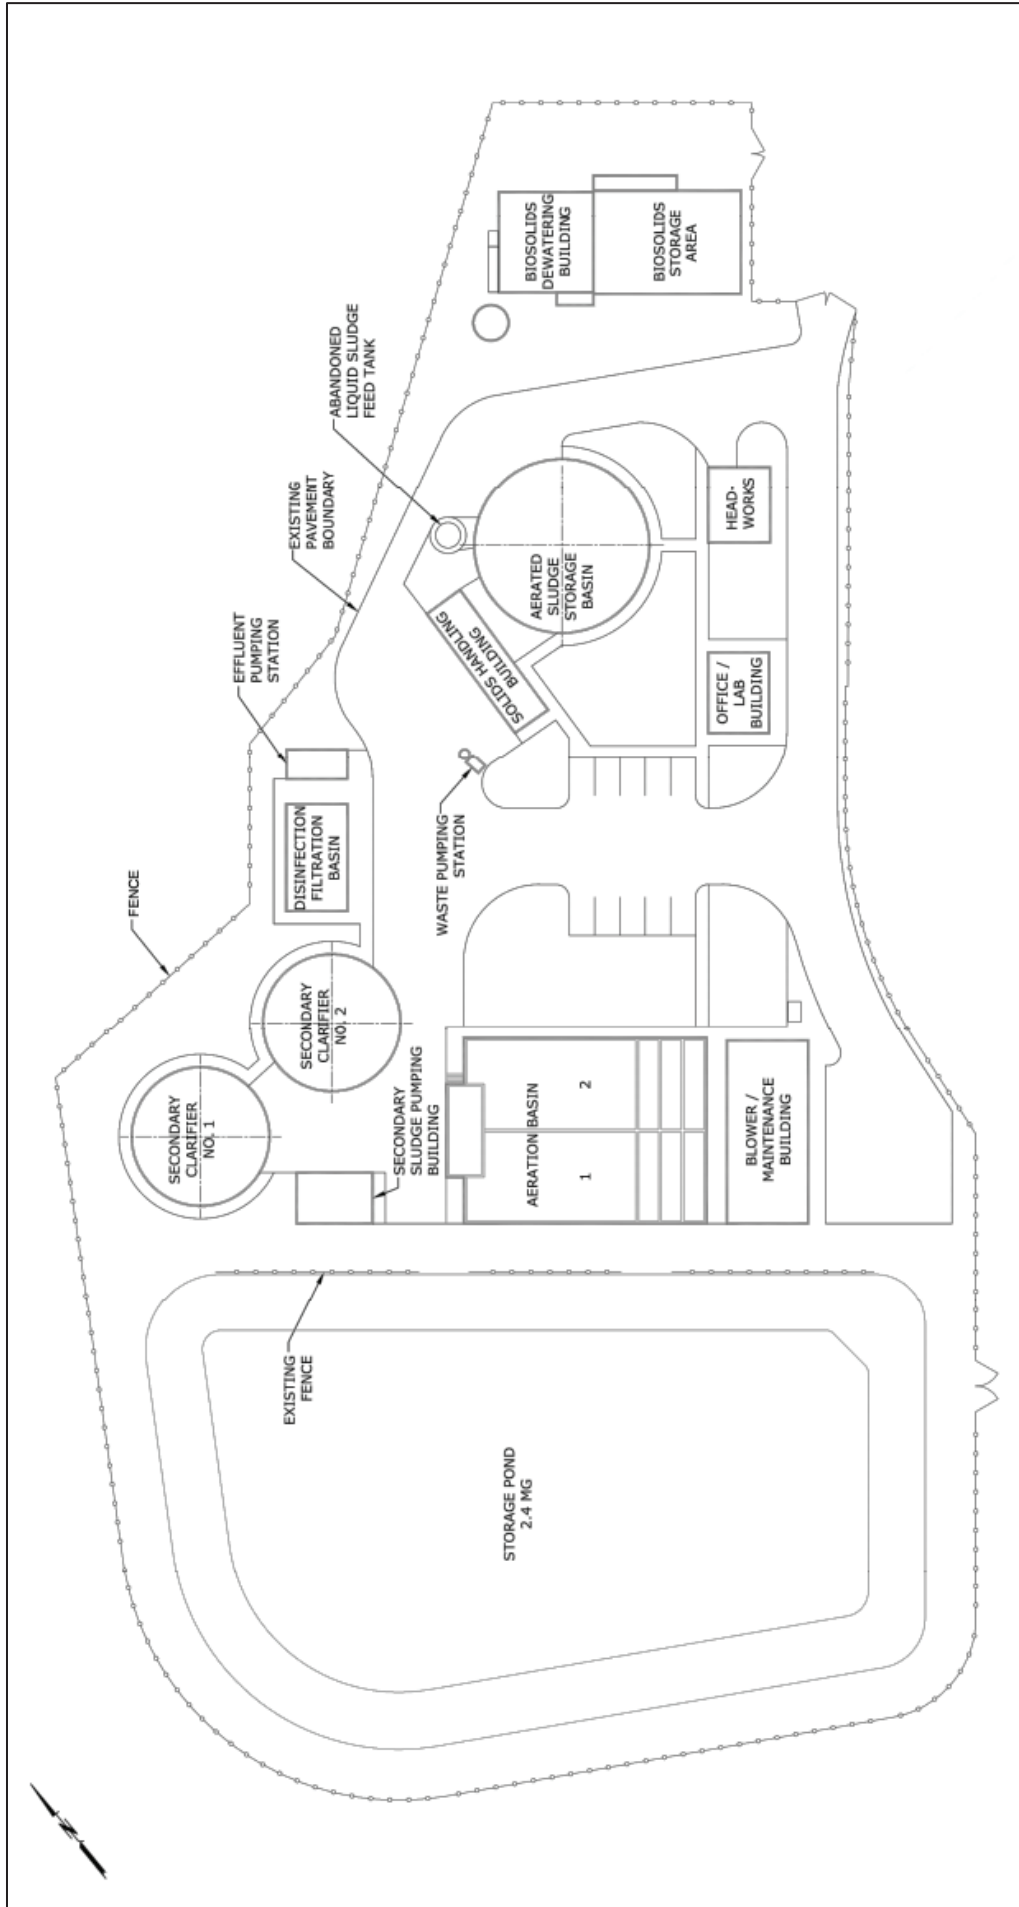 BIOSOLIDS
DEWATERING
BUILDING
BIOSOLIDS
STORAGE
AREA
ABANDONED
LIQUID SLUDGE
FEED TANK
EXISTING
PAVEMENT
BOUNDARY
HEAD-
WORKS
AERATED
SLUDGE
STORAGE
BASIN
SOLIDS HANDLING
BUILDING
EFFLUENT
PUMPING
STATION
OFFICE /
LAB
BUILDING
WASTE PUMPING
STATION
DISINFECTION
FILTRATION
BASIN
FENCE
SECONDARY
CLARIFIER
NO. 2
SECONDARY
CLARIFIER
NO. 1
SECONDARY
SLUDGE PUMPING
BUILDING
AERATION BASIN
1
2
BLOWER /
MAINTENANCE
BUILDING
EXISTING
FENCE
STORAGE POND
2.4 MG
N